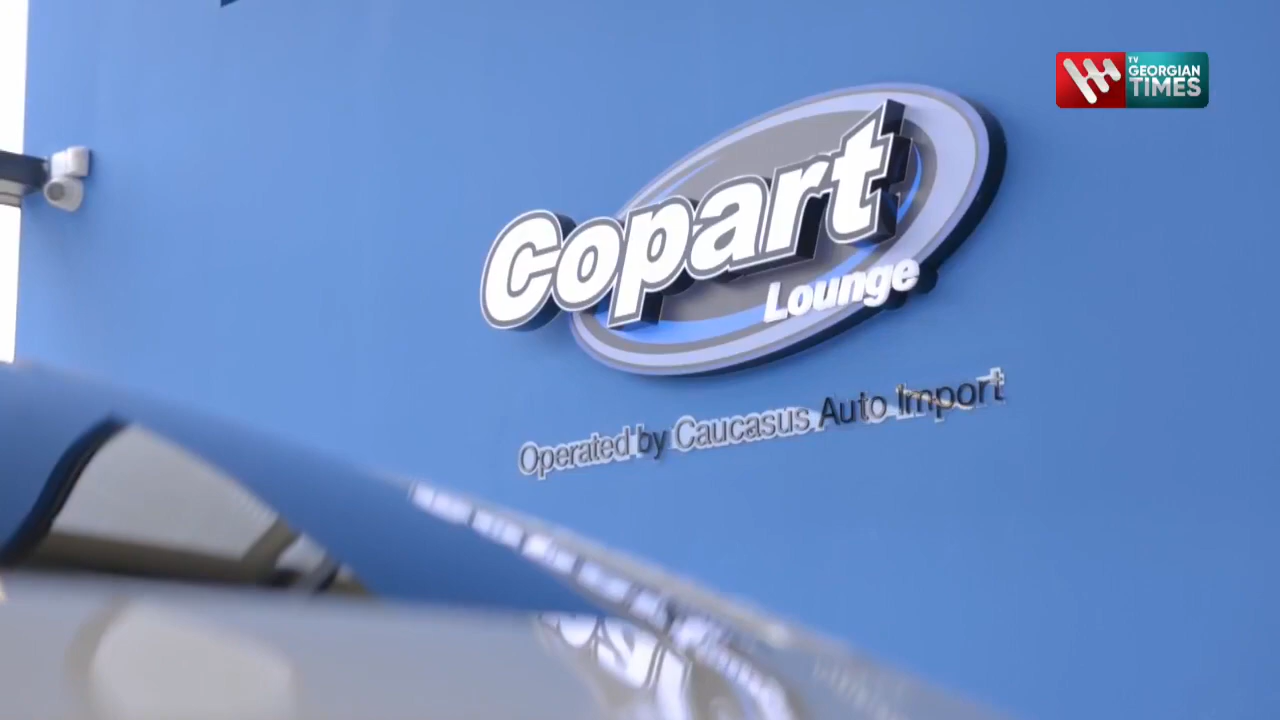 TV
GEORGIAN
TIMES
Copart
Lounge
Operated by Caucasus Auto Import